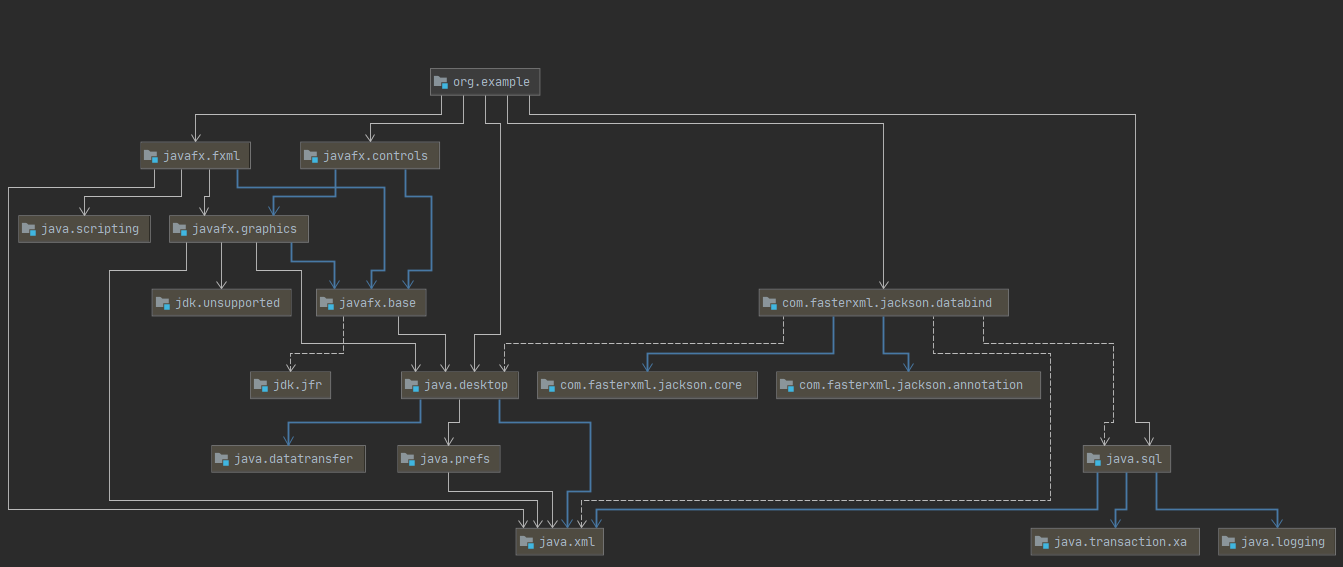 org.example
javafx.fxml
javafx.controls
java.scripting
javafx.graphics
jdk.unsupported
javafx.base
com.fasterxml.jackson.databind
jdk.jfr
java.desktop
com.fasterxml.jackson.core
com.fasterxml.jackson.annotation
java.datatransfer
java.prefs
java.sql
java.xml
java.transaction.xa
java.logging